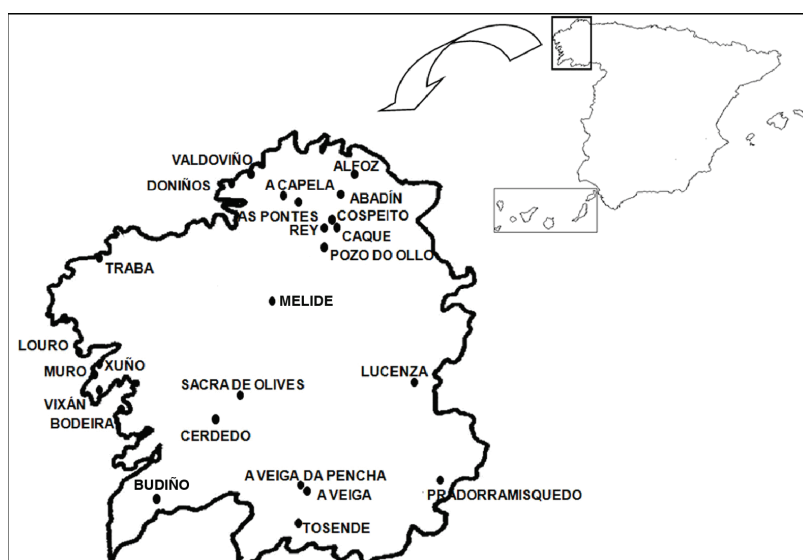 VALDOVIÑO
ALFOZ
DONIÑOS
A CAPELA
ABADÍN
AS PONTES
COSPEITO
REY
CAQUE
POZO DO OLLO
TRABA
MELIDE
LOURO
XUÑO
MURO
LUCENZA
SACRA DE OLIVES
VIXÁN
BODEIRA
CERDEDO
A VEIGA DA PENCHA
BUDIÑO
A VEIGA
PRADORRAMISQUEDO
TOSENDE